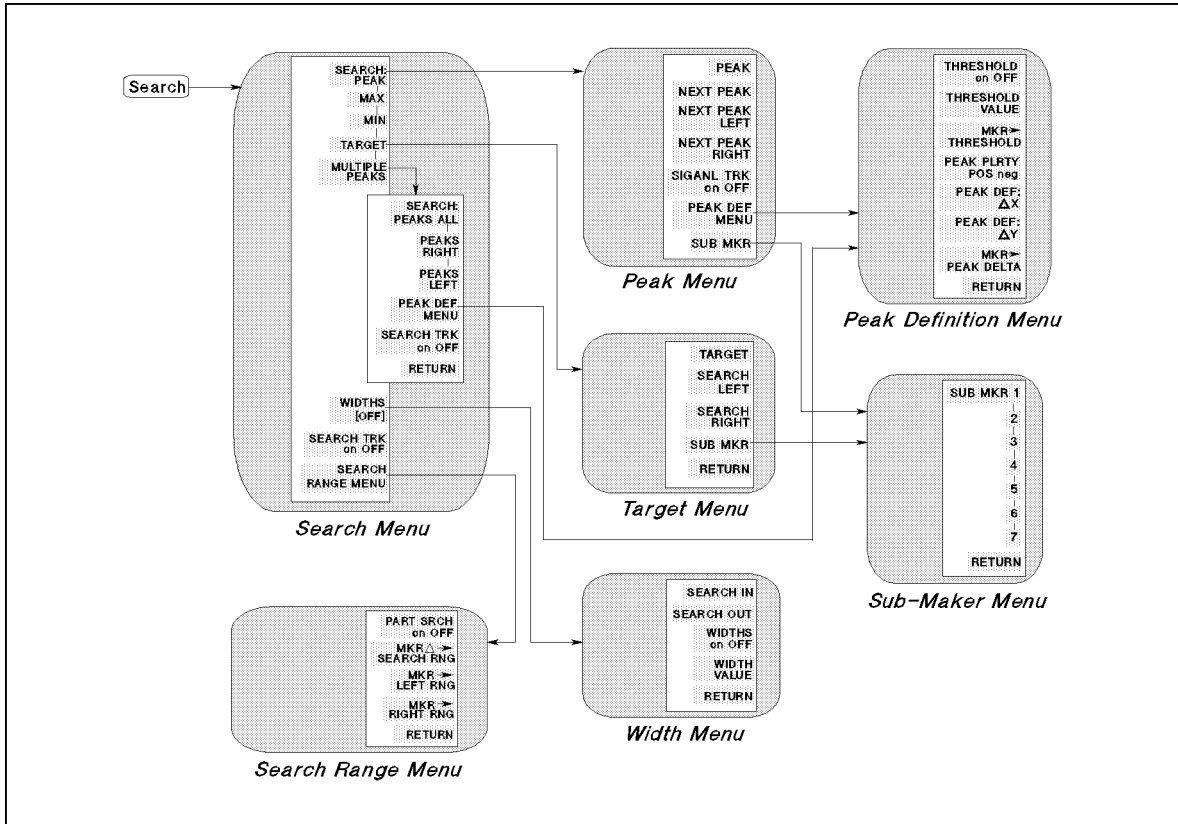 Search
SEARCH:
PEAK
MAX
MIN
TARGET
MULTIPLE
PEAKS
SEARCH:
PEAKS ALL
PEAKS
RIGHT
PEAKS
LEFT
PEAK DEF
MENU
SEARCH TRK
on OFF
RETURN
WIDTHS
[OFF]
SEARCH TRK
on OFF
SEARCH
RANGE MENU
Search Menu
PEAK
NEXT PEAK
NEXT PEAK
LEFT
NEXT PEAK
RIGHT
SIGANL TRK
on OFF
PEAK DEF
MENU
SUB MKR
Peak Menu
THRESHOLD
on OFF
THRESHOLD
VALUE
MKR➛
THRESHOLD
PEAK PLRTY
POS neg
PEAK DEF:
△X
PEAK DEF:
△Y
MKR➛
PEAK DELTA
RETURN
Peak Definition Menu
TARGET
SEARCH
LEFT
SEARCH
RIGHT
SUB MKR
RETURN
Target Menu
SUB MKR 1
2
3
4
5
6
7
RETURN
Sub-Maker Menu
PART SRCH
on OFF
MKR△➛
SEARCH RNG
MKR➛
LEFT RNG
MKR➛
RIGHT RNG
RETURN
Search Range Menu
SEARCH IN
SEARCH OUT
WIDTHS
on OFF
WIDTH
VALUE
RETURN
Width Menu